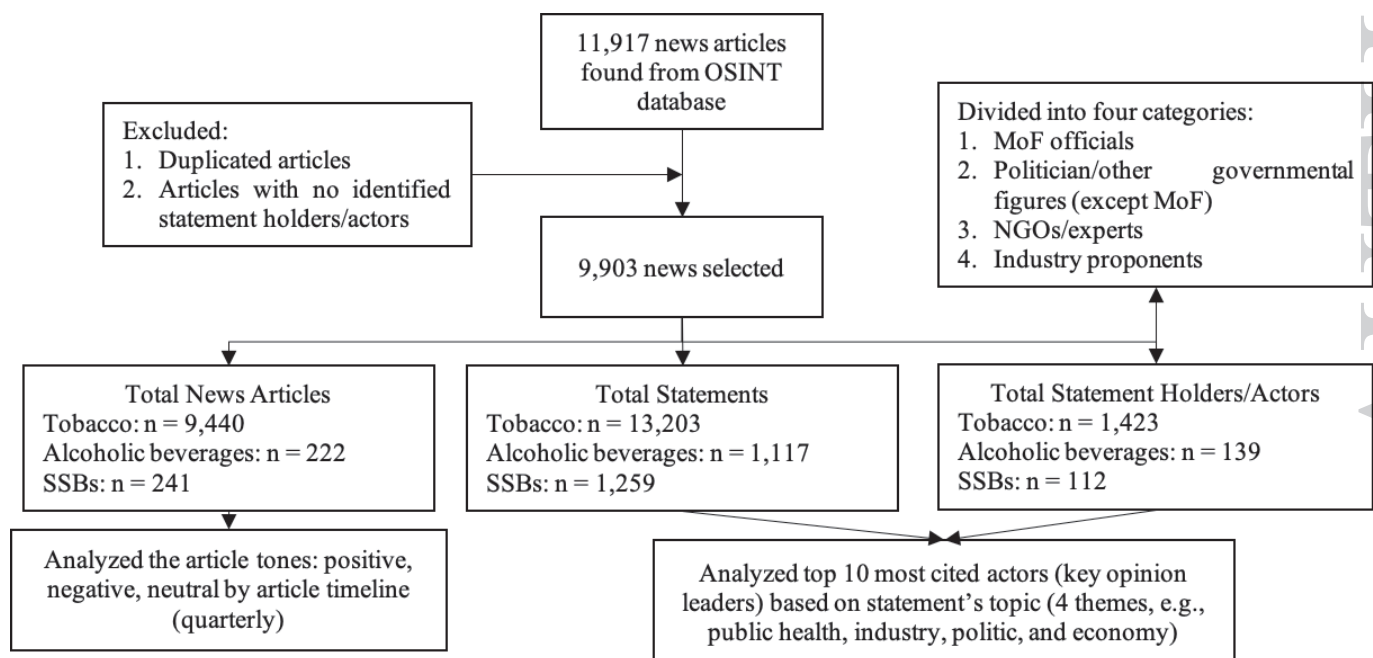 11,917 news articles
found from OSINT
database
Excluded:
1. Duplicated articles
2. Articles with no identified
statement holders/actors
Divided into four categories:
1. MoF officials
2. Politician/other governmental
figures (except MoF)
3. NGOs/experts
4. Industry proponents
9,903 news selected
Total News Articles
Tobacco: n = 9,440
Alcoholic beverages: n = 222
SSBs: n = 241
Total Statements
Tobacco: n = 13,203
Alcoholic beverages: n = 1,117
SSBs: n = 1,259
Total Statement Holders/Actors
Tobacco: n = 1,423
Alcoholic beverages: n = 139
SSBs: n = 112
Analyzed the article tones: positive,
negative, neutral by article timeline
(quarterly)
Analyzed top 10 most cited actors (key opinion
leaders) based on statement's topic (4 themes, e.g.,
public health, industry, politic, and economy)